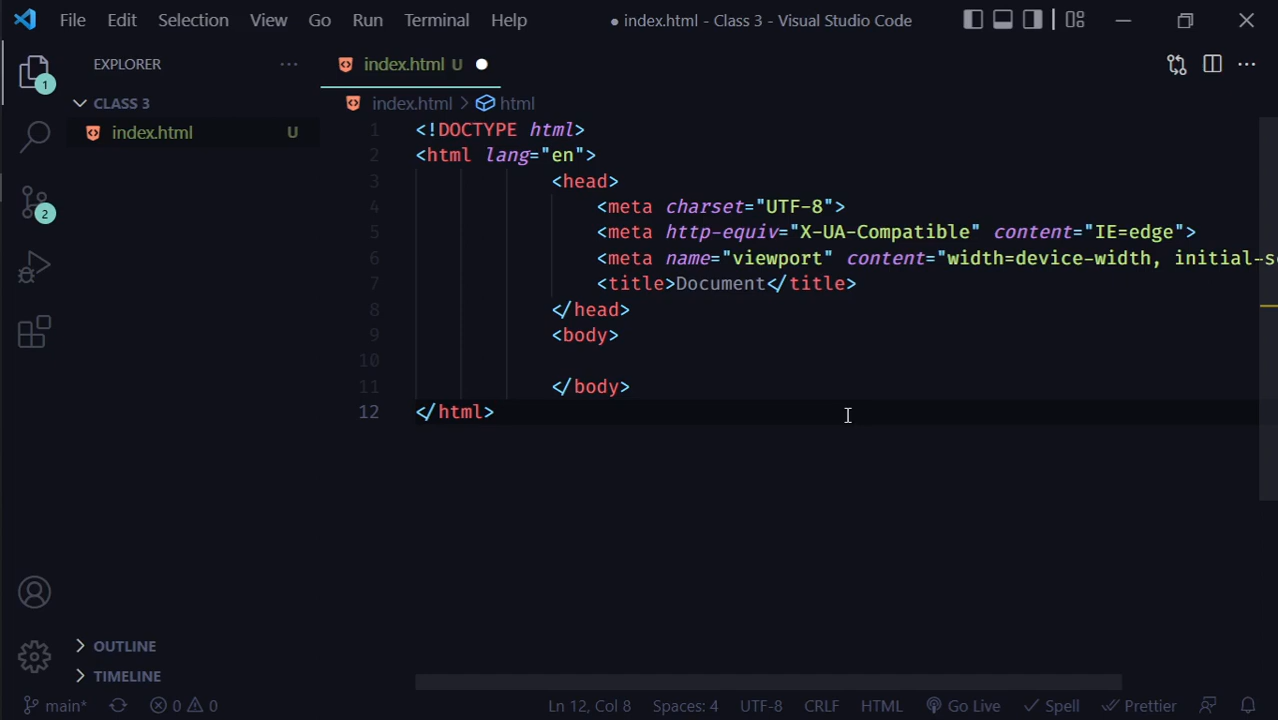 File Edit Selection View Go Run Terminal Help ● index.html - Class 3 - Visual Studio Code
EXPLORER ···
index.html U ●
1
CLASS 3
index.html > html
index.html U
1 <!DOCTYPE html>
2 <html lang="en">
3 <head>
4 <meta charset="UTF-8">
5 <meta http-equiv="X-UA-Compatible" content="IE=edge">
6 <meta name="viewport" content="width=device-width, initial-s
7 <title>Document</title>
8 </head>
9 <body>
10
11 </body>
12 </html>
2
OUTLINE
TIMELINE
main* 0 0 Ln 12, Col 8 Spaces: 4 UTF-8 CRLF HTML Go Live Spell Prettier